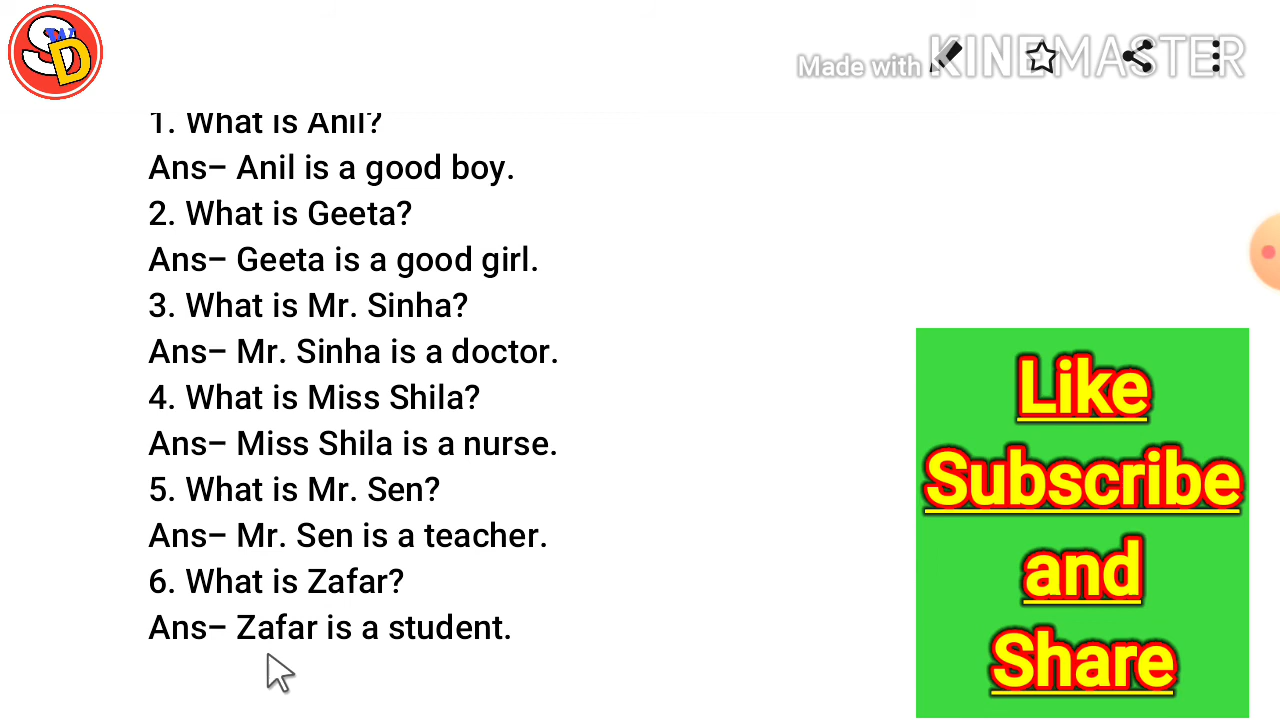 SWD
Made with KINEMASTER
1. What is Anil?
Ans– Anil is a good boy.
2. What is Geeta?
Ans– Geeta is a good girl.
3. What is Mr. Sinha?
Ans– Mr. Sinha is a doctor.
4. What is Miss Shila?
Ans– Miss Shila is a nurse.
5. What is Mr. Sen?
Ans– Mr. Sen is a teacher.
6. What is Zafar?
Ans– Zafar is a student.
Like
Subscribe
and
Share